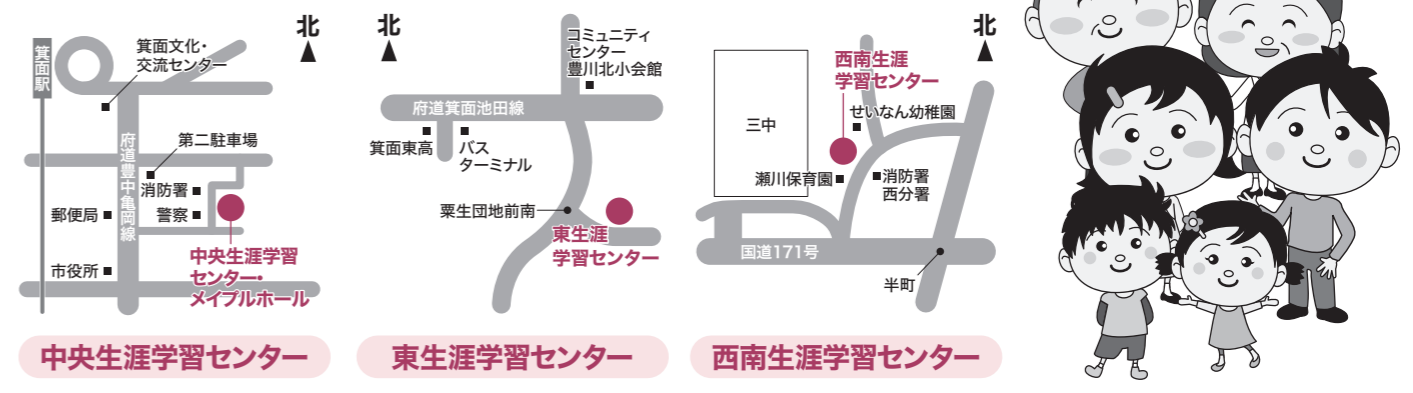 北
箕面駅
箕面文化・
交流センター
府道豊中亀岡線
第二駐車場
消防署
郵便局
警察
市役所
中央生涯学習
センター・
メイプルホール
中央生涯学習センター
北
コミュニティ
センター
豊川北小会館
府道箕面池田線
箕面東高
バス
ターミナル
粟生団地前南
東生涯
学習センター
東生涯学習センター
北
西南生涯
学習センター
せいなん幼稚園
三中
瀬川保育園
消防署
西分署
国道171号
半町
西南生涯学習センター